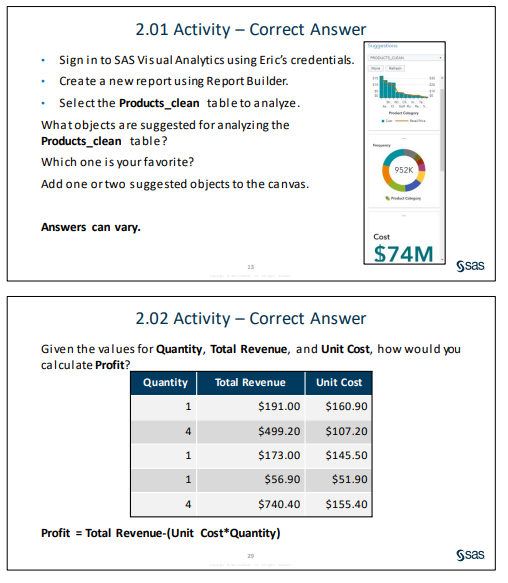 2.01 Activity – Correct Answer
• Sign in to SAS Visual Analytics using Eric's credentials.
• Create a new report using Report Builder.
• Select the Products_clean table to analyze.
What objects are suggested for analyzing the
Products_clean table?
Which one is your favorite?
Add one or two suggested objects to the canvas.
Answers can vary.
Suggestions
PRODUCTS_CLEAN
Refresh
Product Category
Cost
Frequency
952K
Product Category
Cost
$74M
13
sas
2.02 Activity – Correct Answer
Given the values for Quantity, Total Revenue, and Unit Cost, how would you
calculate Profit?
Quantity Total Revenue Unit Cost
1 $191.00 $160.90
4 $499.20 $107.20
1 $173.00 $145.50
1 $56.90 $51.90
4 $740.40 $155.40
Profit = Total Revenue-(Unit Cost*Quantity)
29
sas